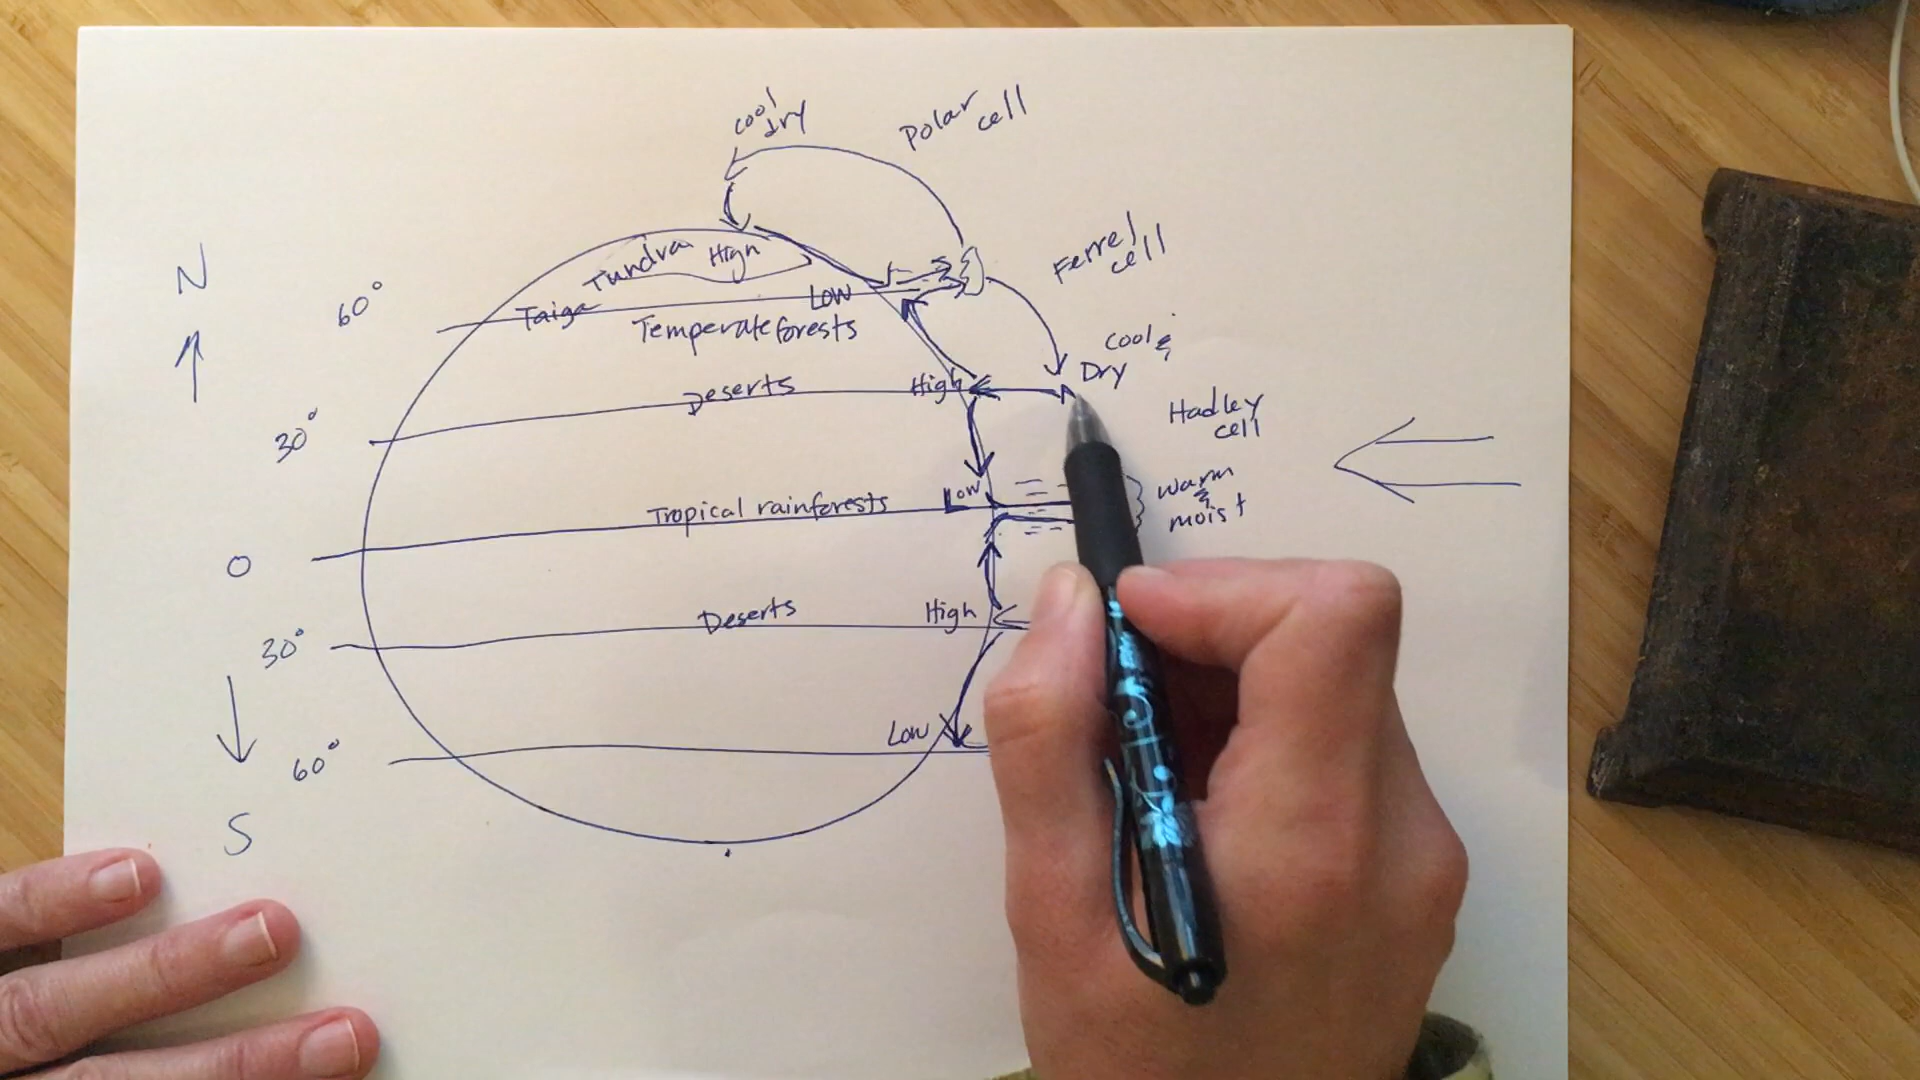 cool
dry
Polar
cell
N
Tundra High
Ferrel
cell
60°
Taiga Low
Temperate forests
cool &
Dry
Deserts High
30°
Hadley
cell
Low
Tropical rainforests
warm
&
moist
0
Deserts High
30°
Low
60°
S